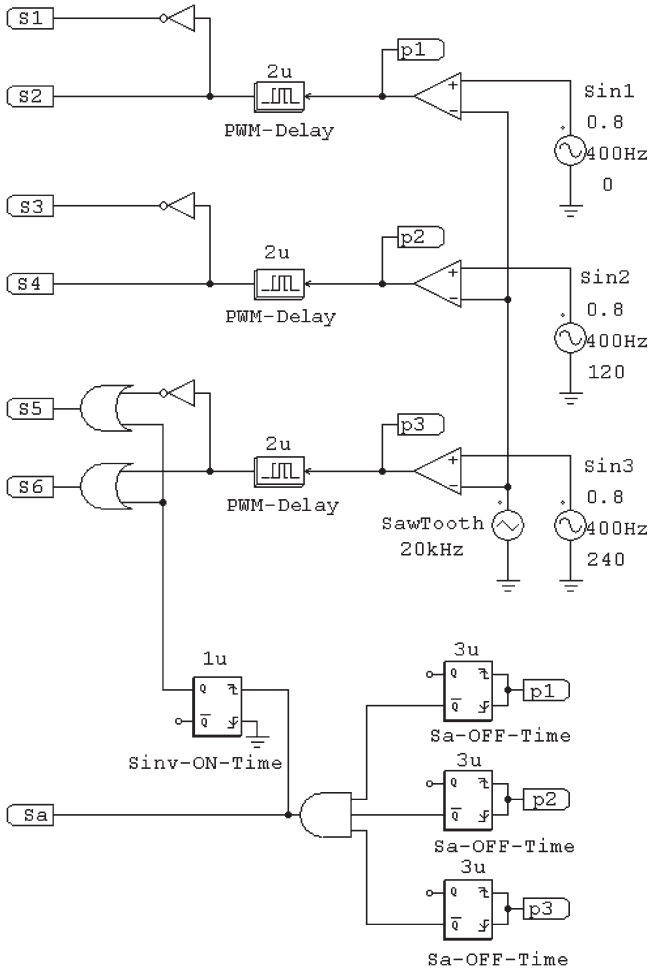 S1
p1
2u
Sin1
S2
0.8
PWM-Delay
400Hz
0
S3
p2
2u
Sin2
S4
0.8
PWM-Delay
400Hz
120
S5
p3
2u
Sin3
S6
0.8
PWM-Delay
SawTooth
400Hz
20kHz
240
1u
3u
Q
Q
p1
Q
Q
Sa-OFF-Time
Sinv-ON-Time
3u
Q
Sa
p2
Q
Sa-OFF-Time
3u
Q
p3
Q
Sa-OFF-Time